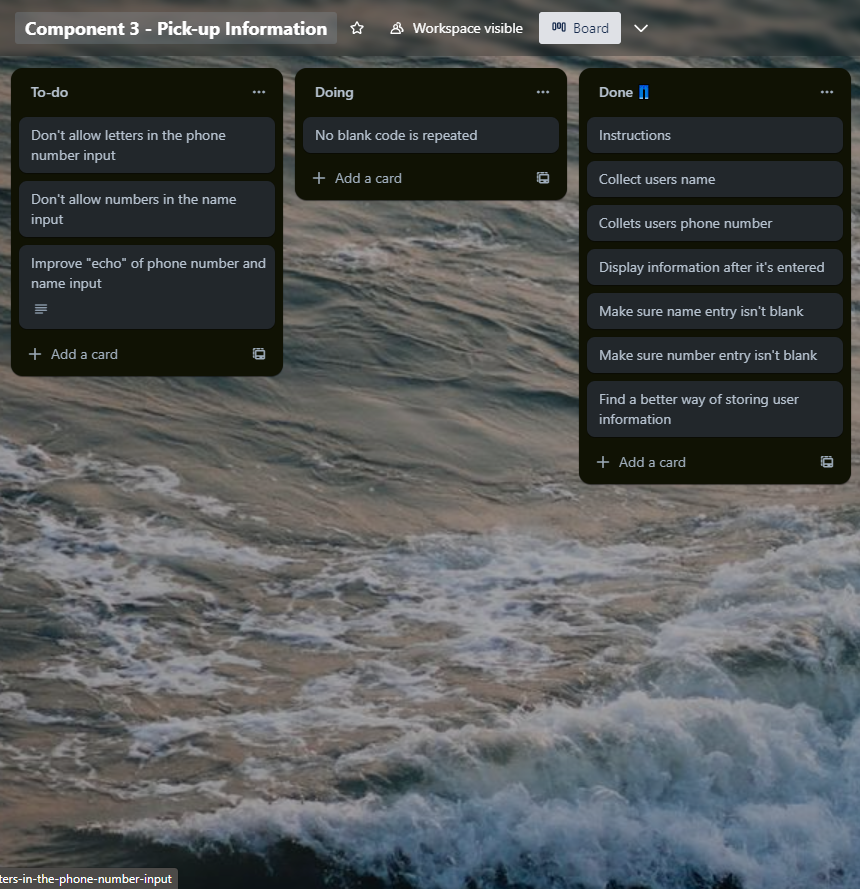 Component 3 - Pick-up Information
Workspace visible
Board
To-do
Don't allow letters in the phone
number input
Don't allow numbers in the name
input
Improve "echo" of phone number and
name input
Add a card
Doing
No blank code is repeated
Add a card
Done
Instructions
Collect users name
Collets users phone number
Display information after it's entered
Make sure name entry isn't blank
Make sure number entry isn't blank
Find a better way of storing user
information
Add a card
ters-in-the-phone-number-input